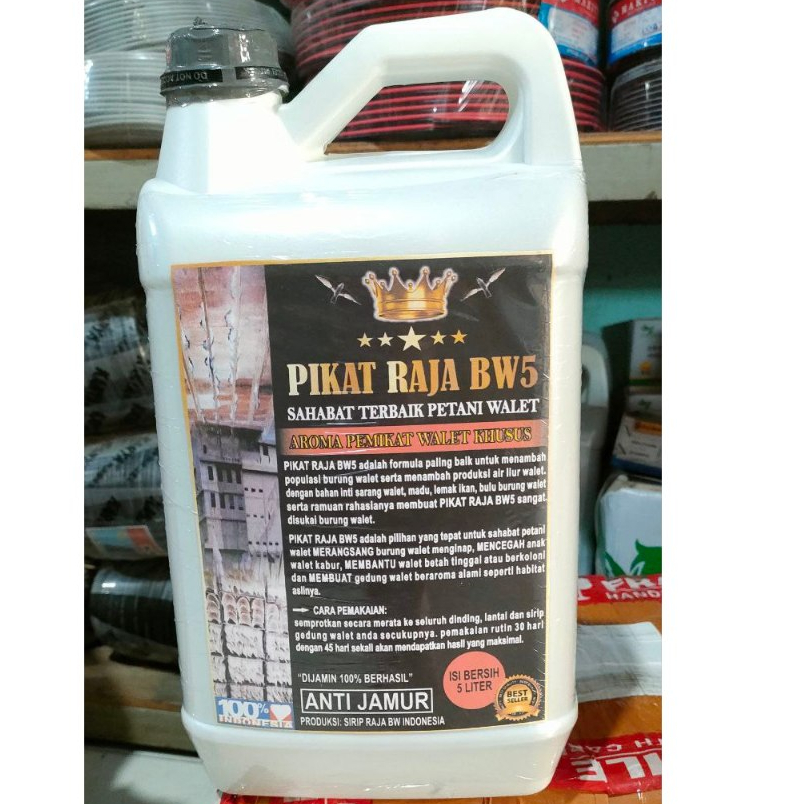 PIKAT RAJA BW5
SAHABAT TERBAIK PETANI WALET
AROMA PEMIKAT WALET KHUSUS
PIKAT RAJA BW5 adalah formula paling baik untuk menambah
populasi burung walet serta menambah produksi air liur walet.
dengan bahan inti sarang walet, madu, lemak ikan, bulu burung walet
serta ramuan rahasianya membuat PIKAT RAJA BW5 sangat
disukai burung walet.
PIKAT RAJA BW5 adalah pilihan yang tepat untuk sahabat petani
walet MERANGSANG burung walet menginap, MENCEGAH anak
walet kabur, MEMBANTU walet betah tinggal atau berkoloni
dan MEMBUAT gedung walet beraroma alami seperti habitat
aslinya.
CARA PEMAKAIAN:
semprotkan secara merata ke seluruh dinding, lantai dan sirip
gedung walet anda secukupnya. pemakaian rutin 30 hari
dengan 45 hari sekali akan mendapatkan hasil yang maksimal.
"DIJAMIN 100% BERHASIL"
ISI BERSIH
5 LITER
ANTI JAMUR
BEST
SELLER
100%
INDONESIA
PRODUKSI: SIRIP RAJA BW INDONESIA
DO NOT
HAND